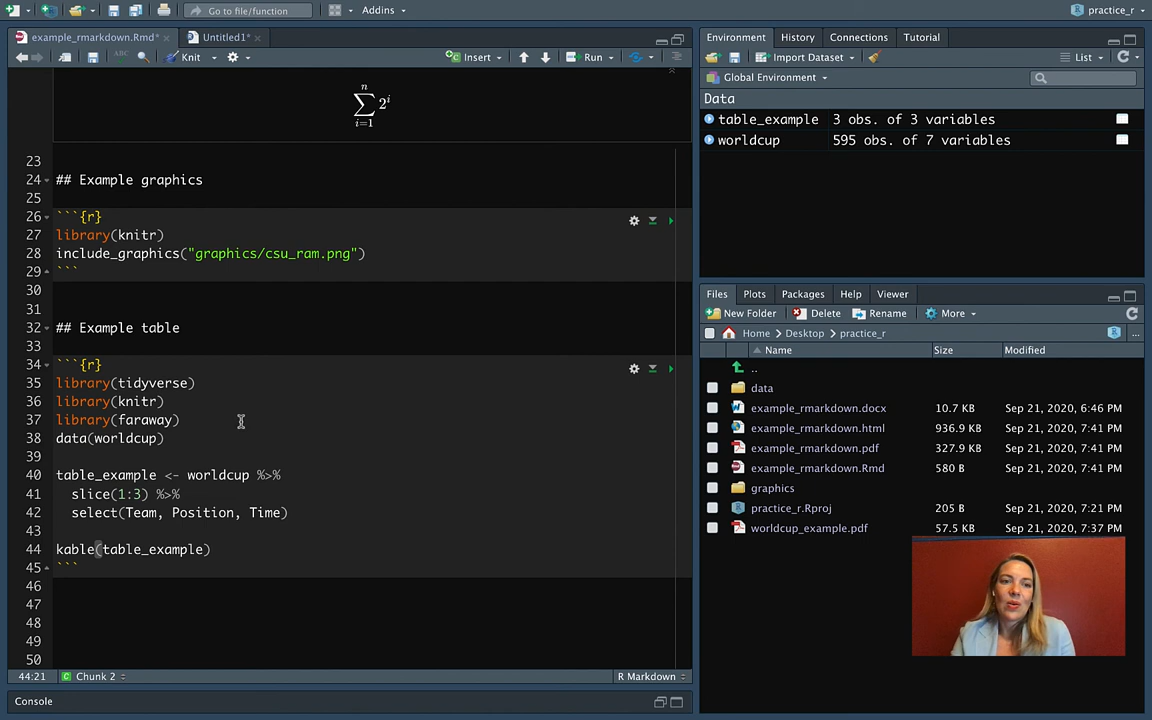 Go to file/function
Addins
practice_r
example_rmarkdown.Rmd*
Untitled1*
ABC
Knit
Insert
Run
n
∑ 2^i
i=1
23
24 ## Example graphics
25
26 ```{r}
27 library(knitr)
28 include_graphics("graphics/csu_ram.png")
29 ```
30
31
32 ## Example table
33
34 ```{r}
35 library(tidyverse)
36 library(knitr)
37 library(faraway)
38 data(worldcup)
39
40 table_example <- worldcup %>%
41 slice(1:3) %>%
42 select(Team, Position, Time)
43
44 kable(table_example)
45 ```
46
47
48
49
50
44:21 C Chunk 2 R Markdown
Console
Environment History Connections Tutorial
Import Dataset List
Global Environment
Data
table_example 3 obs. of 3 variables
worldcup 595 obs. of 7 variables
Files Plots Packages Help Viewer
New Folder Delete Rename More
Home Desktop practice_r R ...
Name Size Modified
..
data
example_rmarkdown.docx 10.7 KB Sep 21, 2020, 6:46 PM
example_rmarkdown.html 936.9 KB Sep 21, 2020, 7:41 PM
example_rmarkdown.pdf 327.9 KB Sep 21, 2020, 7:41 PM
example_rmarkdown.Rmd 580 B Sep 21, 2020, 7:41 PM
graphics
practice_r.Rproj 205 B Sep 21, 2020, 7:21 PM
worldcup_example.pdf 57.5 KB Sep 21, 2020, 7:37 PM